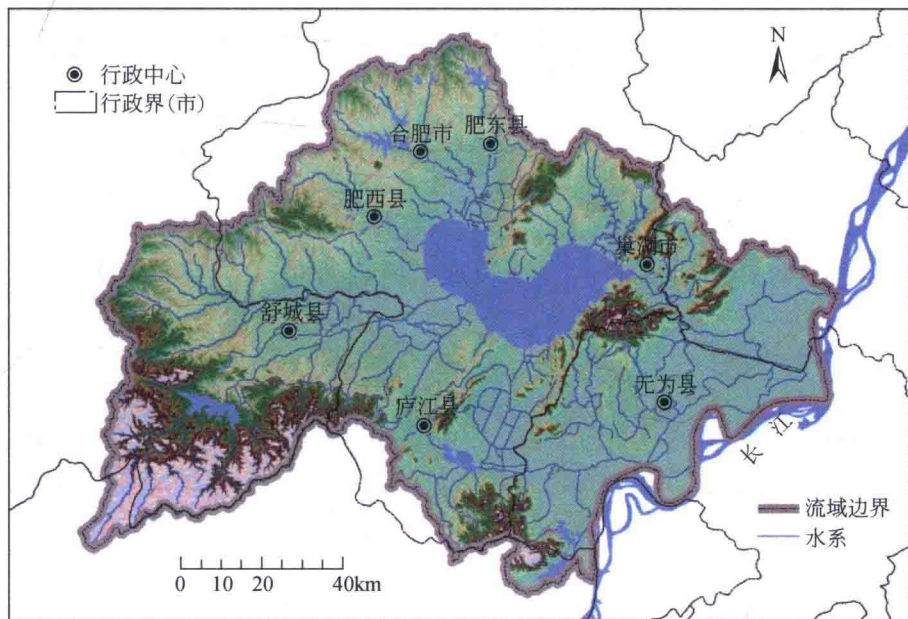 行政中心
行政界(市)
N
合肥市
肥东县
肥西县
巢湖市
舒城县
无为县
庐江县
长江
流域边界
水系
0 10 20 40km